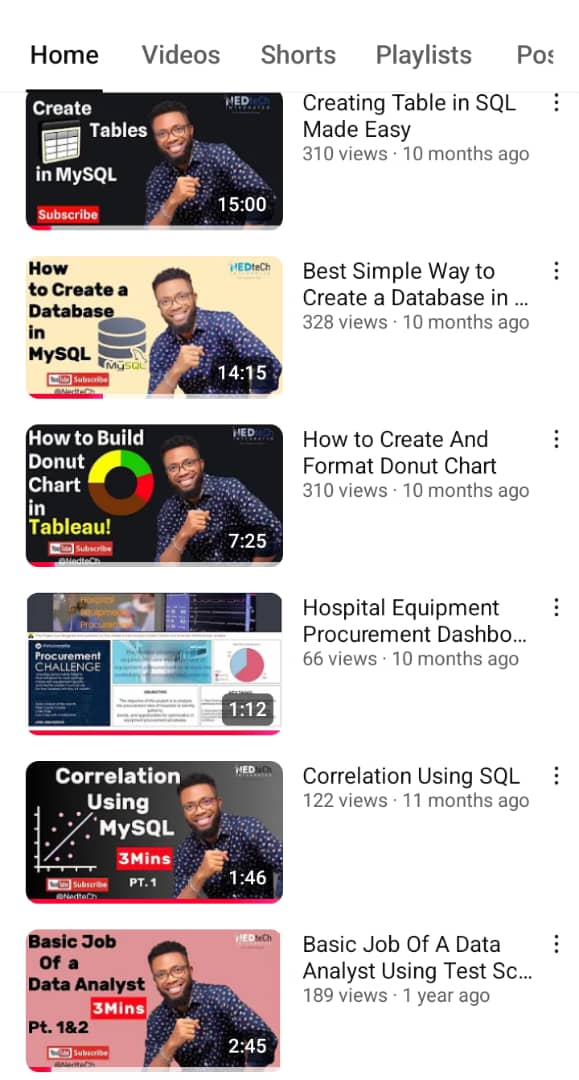 Home Videos Shorts Playlists Pos
Create
Tables
in MySQL
Subscribe
15:00
Creating Table in SQL
Made Easy
310 views · 10 months ago
How
to Create a
Database
in
MySQL
MySQL
NEDteCh
Subscribe
@NedteCh
14:15
Best Simple Way to
Create a Database in ...
328 views · 10 months ago
How to Build
Donut
Chart
in
Tableau!
Subscribe
@NedteCh
7:25
How to Create And
Format Donut Chart
310 views · 10 months ago
Hospital
Equipment
Procurement
Procurement
CHALLENGE
1:12
Hospital Equipment
Procurement Dashbo...
66 views · 10 months ago
Correlation
Using
MySQL
3Mins
PT. 1
Subscribe
@NedteCh
1:46
Correlation Using SQL
122 views · 11 months ago
Basic Job
Of a
Data Analyst
3Mins
Pt. 1&2
Subscribe
@NedteCh
2:45
Basic Job Of A Data
Analyst Using Test Sc...
189 views · 1 year ago